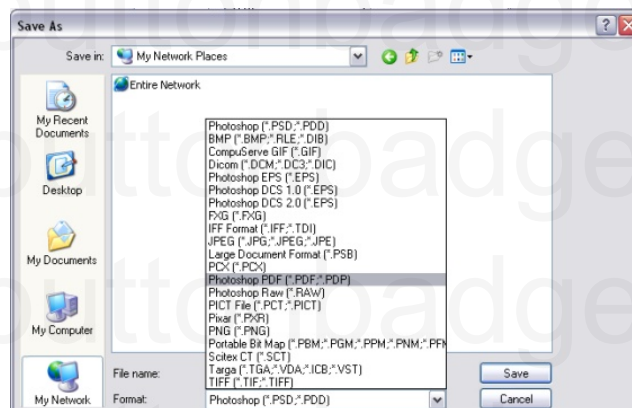 Save As
Save in: My Network Places
Entire Network
My Recent
Documents
Desktop
My Documents
My Computer
My Network
Photoshop (*.PSD;*.PDD)
BMP (*.BMP;*.RLE;*.DIB)
CompuServe GIF (*.GIF)
Dicom (*.DCM;*.DC3;*.DIC)
Photoshop EPS (*.EPS)
Photoshop DCS 1.0 (*.EPS)
Photoshop DCS 2.0 (*.EPS)
FXG (*.FXG)
IFF Format (*.IFF;*.TDI)
JPEG (*.JPG;*.JPEG;*.JPE)
Large Document Format (*.PSB)
PCX (*.PCX)
Photoshop PDF (*.PDF;*.PDP)
Photoshop Raw (*.RAW)
PICT File (*.PCT;*.PICT)
Pixar (*.PXR)
PNG (*.PNG)
Portable Bit Map (*.PBM;*.PGM;*.PPM;*.PNM;*.PFM
Scitex CT (*.SCT)
Targa (*.TGA;*.VDA;*.ICB;*.VST)
TIFF (*.TIF;*.TIFF)
File name:
Save
Format: Photoshop (*.PSD;*.PDD)
Cancel
buttonbadge
buttonbadge
buttonbadge